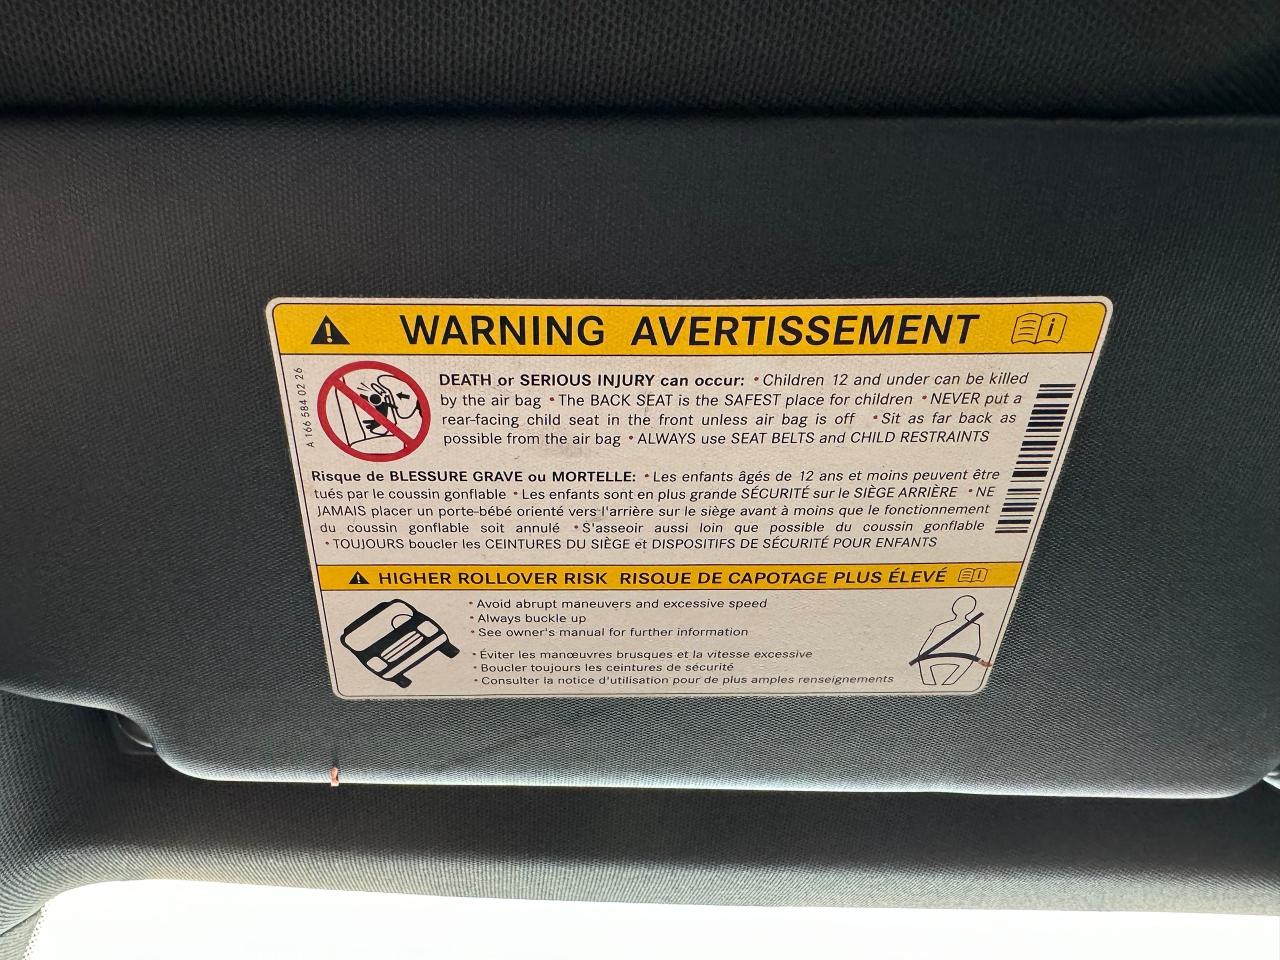 WARNING AVERTISSEMENT
A 166 584 02 26
DEATH or SERIOUS INJURY can occur: • Children 12 and under can be killed
by the air bag • The BACK SEAT is the SAFEST place for children • NEVER put a
rear-facing child seat in the front unless air bag is off • Sit as far back as
possible from the air bag • ALWAYS use SEAT BELTS and CHILD RESTRAINTS
Risque de BLESSURE GRAVE ou MORTELLE: • Les enfants âgés de 12 ans et moins peuvent être
tués par le coussin gonflable • Les enfants sont en plus grande SÉCURITÉ sur le SIÈGE ARRIÈRE • NE
JAMAIS placer un porte-bébé orienté vers l'arrière sur le siège avant à moins que le fonctionnement
du coussin gonflable soit annulé • S'asseoir aussi loin que possible du coussin gonflable
• TOUJOURS boucler les CEINTURES DU SIÈGE et DISPOSITIFS DE SÉCURITÉ POUR ENFANTS
HIGHER ROLLOVER RISK RISQUE DE CAPOTAGE PLUS ÉLEVÉ
• Avoid abrupt maneuvers and excessive speed
• Always buckle up
• See owner's manual for further information
• Éviter les manœuvres brusques et la vitesse excessive
• Boucler toujours les ceintures de sécurité
• Consulter la notice d'utilisation pour de plus amples renseignements